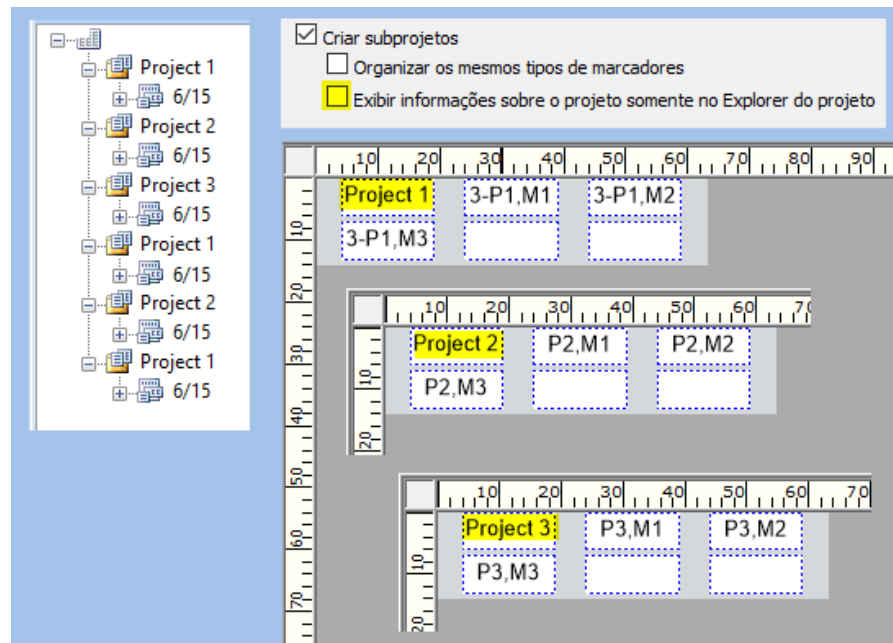 Project 1
6/15
Project 2
6/15
Project 3
6/15
Project 1
6/15
Project 2
6/15
Project 1
6/15
Criar subprojetos
Organizar os mesmos tipos de marcadores
Exibir informações sobre o projeto somente no Explorer do projeto
10 20 30 40 50 60 70 80 90
10
20
30
40
50
60
70
Project 1 3-P1,M1 3-P1,M2
3-P1,M3
10 20 30 40 50 60 70
10
20
Project 2 P2,M1 P2,M2
P2,M3
10 20 30 40 50 60 70
10
20
Project 3 P3,M1 P3,M2
P3,M3